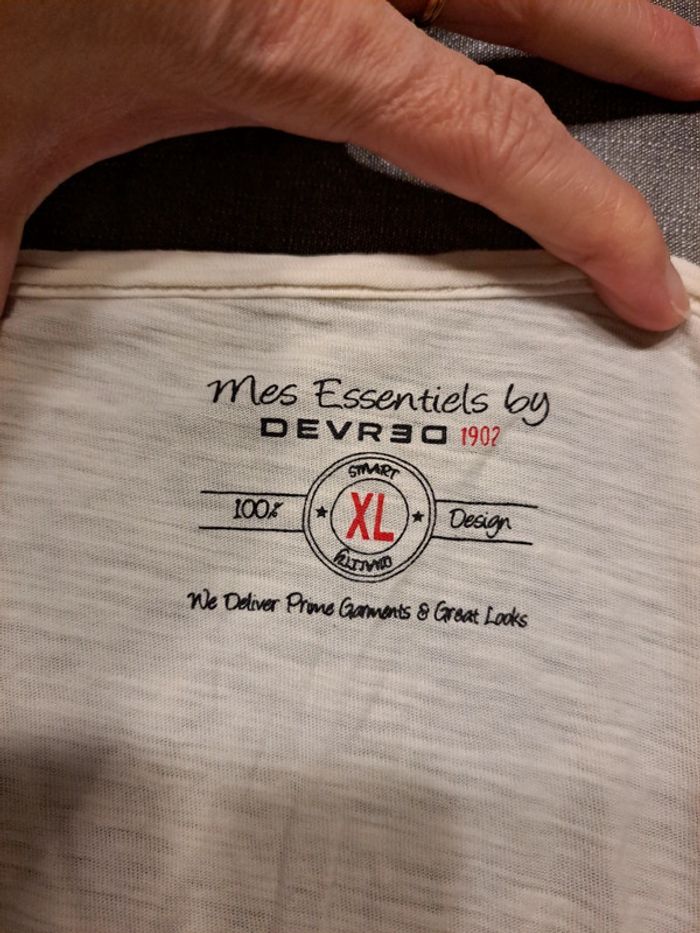 Mes Essentiels by
DEVRED 1902
SMART
100% XL Design
QUALITY
We Deliver Prime Garments & Great Looks